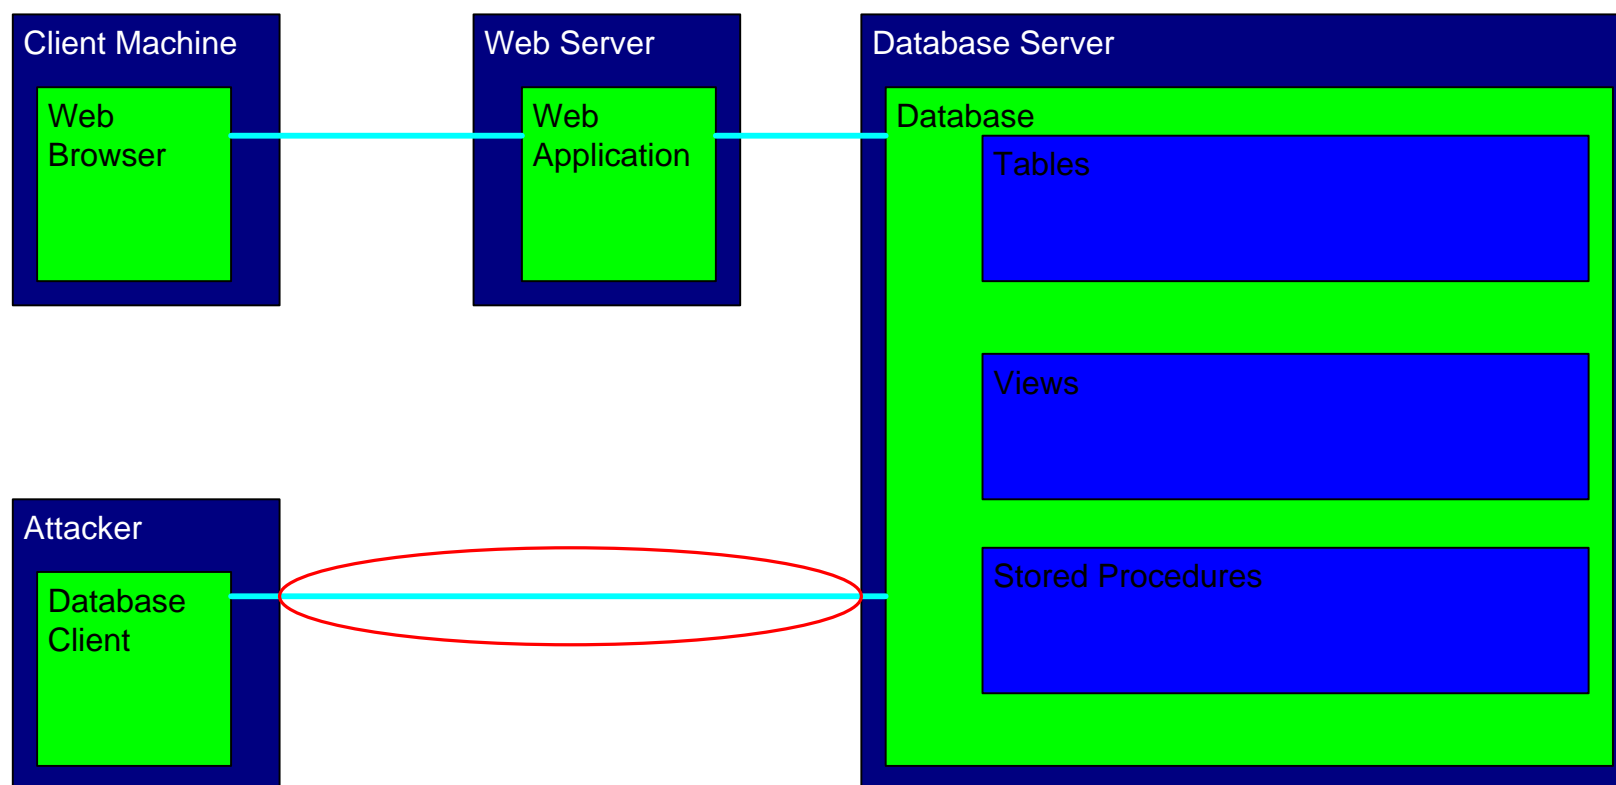 Client Machine
Web
Browser
Web Server
Web
Application
Database Server
Database
Tables
Views
Stored Procedures
Attacker
Database
Client